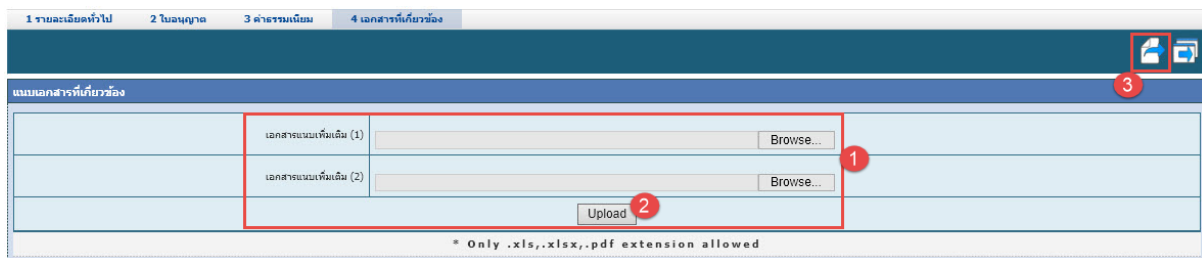 1 รายละเอียดทั่วไป 2 ใบอนุญาต 3 ค่าธรรมเนียม 4 เอกสารที่เกี่ยวข้อง
3
แนบเอกสารที่เกี่ยวข้อง
เอกสารแนบเพิ่มเติม (1) Browse...
1
เอกสารแนบเพิ่มเติม (2) Browse...
Upload 2
* Only .xls,.xlsx,.pdf extension allowed